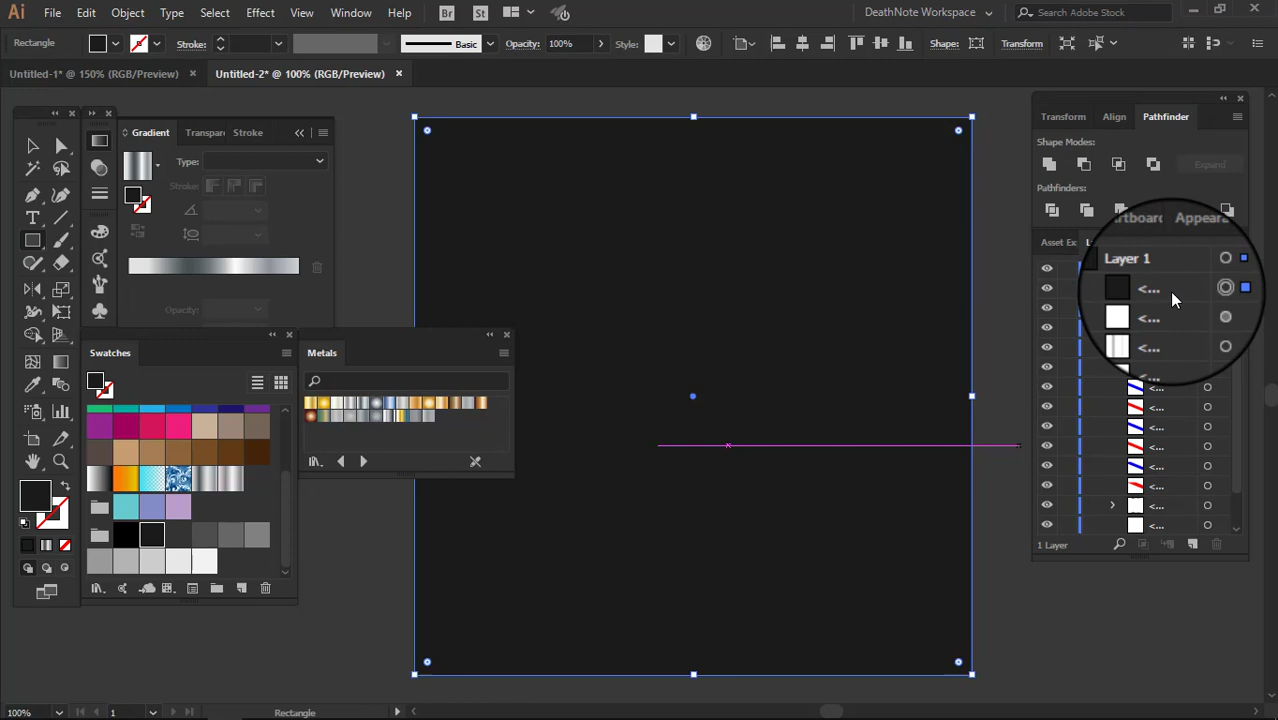 Ai File Edit Object Type Select Effect View Window Help Br St DeathNote Workspace Search Adobe Stock
Rectangle Stroke: Basic Opacity: 100% Style: Shape: Transform
Untitled-1* @ 150% (RGB/Preview) × Untitled-2* @ 100% (RGB/Preview) ×
Gradient Transpare Stroke
Type:
Stroke:
Opacity:
Swatches
Metals
Transform Align Pathfinder
Shape Modes:
Expand
Pathfinders:
Asset Ex
Appeara
Layer 1
<...
<...
<...
<...
<...
<...
<...
<...
<...
<...
<...
<...
1 Layer
100% 1 Rectangle